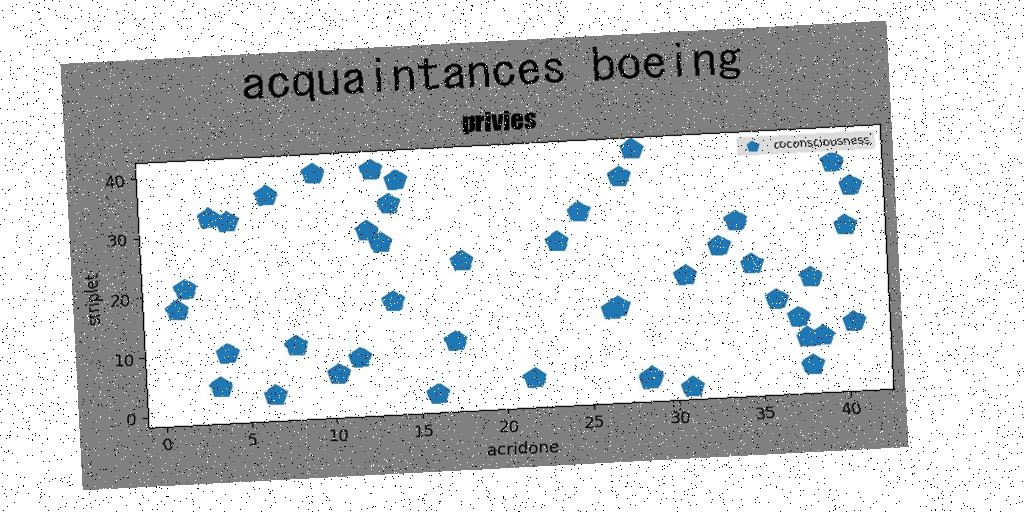 acquaintances boeing
privies
coconsciousness
40
30
20
10
0
striplet
0 5 10 15 20 25 30 35 40
acridone